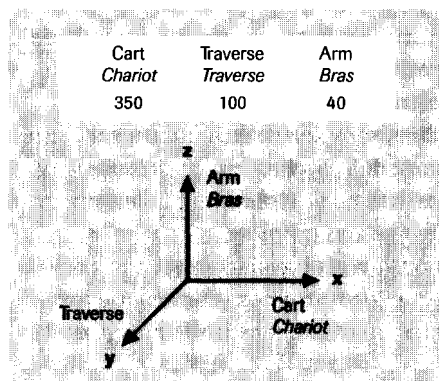 Cart Traverse Arm
Chariot Traverse Bras
350 100 40
z
Arm
Bras
x
Cart
Chariot
Traverse
y